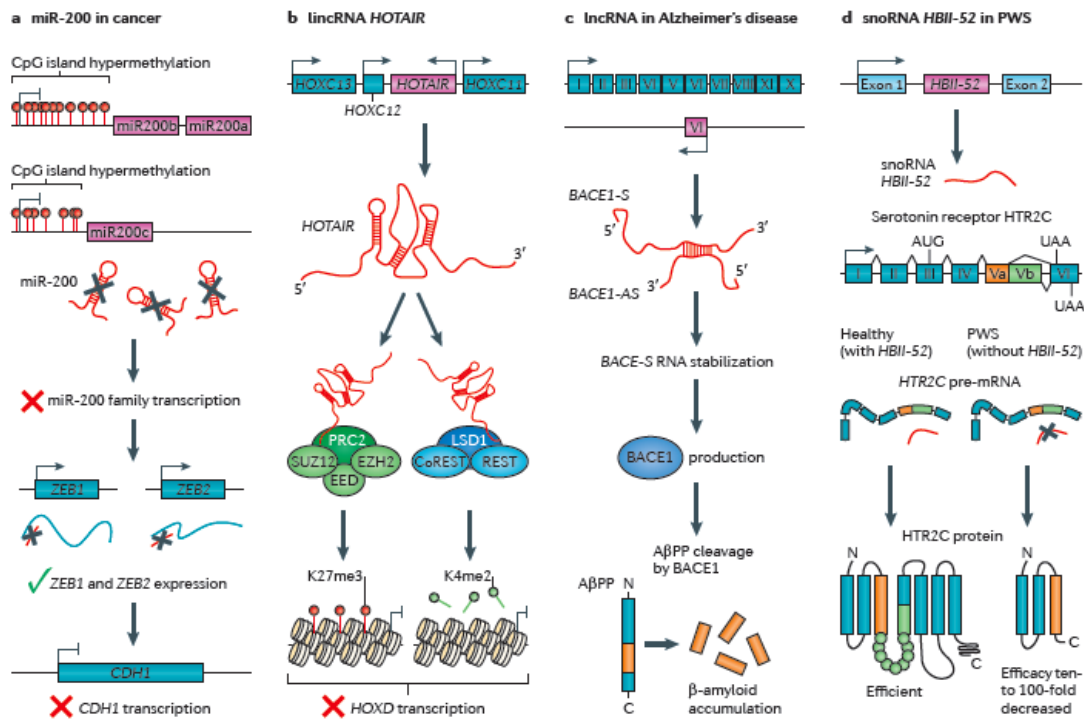 a miR-200 in cancer
CpG island hypermethylation
miR200b miR200a
CpG island hypermethylation
miR200c
miR-200
miR-200 family transcription
ZEB1 ZEB2
ZEB1 and ZEB2 expression
CDH1
CDH1 transcription
b lincRNA HOTAIR
HOXC13 HOTAIR HOXC11
HOXC12
HOTAIR
5′ 3′
PRC2 LSD1
SUZ12 EZH2 CoREST REST
EED
K27me3 K4me2
HOXD transcription
c lncRNA in Alzheimer's disease
I II III VI V VI VII VIII XI X
VI
BACE1-S
5′ 3′
BACE1-AS 3′ 5′
BACE-S RNA stabilization
BACE1 production
AβPP cleavage
by BACE1
AβPP N
C
β-amyloid
accumulation
d snoRNA HBII-52 in PWS
Exon 1 HBII-52 Exon 2
snoRNA
HBII-52
Serotonin receptor HTR2C
AUG UAA
I II III IV Va Vb VI
UAA
Healthy
(with HBII-52)
PWS
(without HBII-52)
HTR2C pre-mRNA
HTR2C protein
N N
C C
Efficient
Efficacy ten-
to 100-fold
decreased